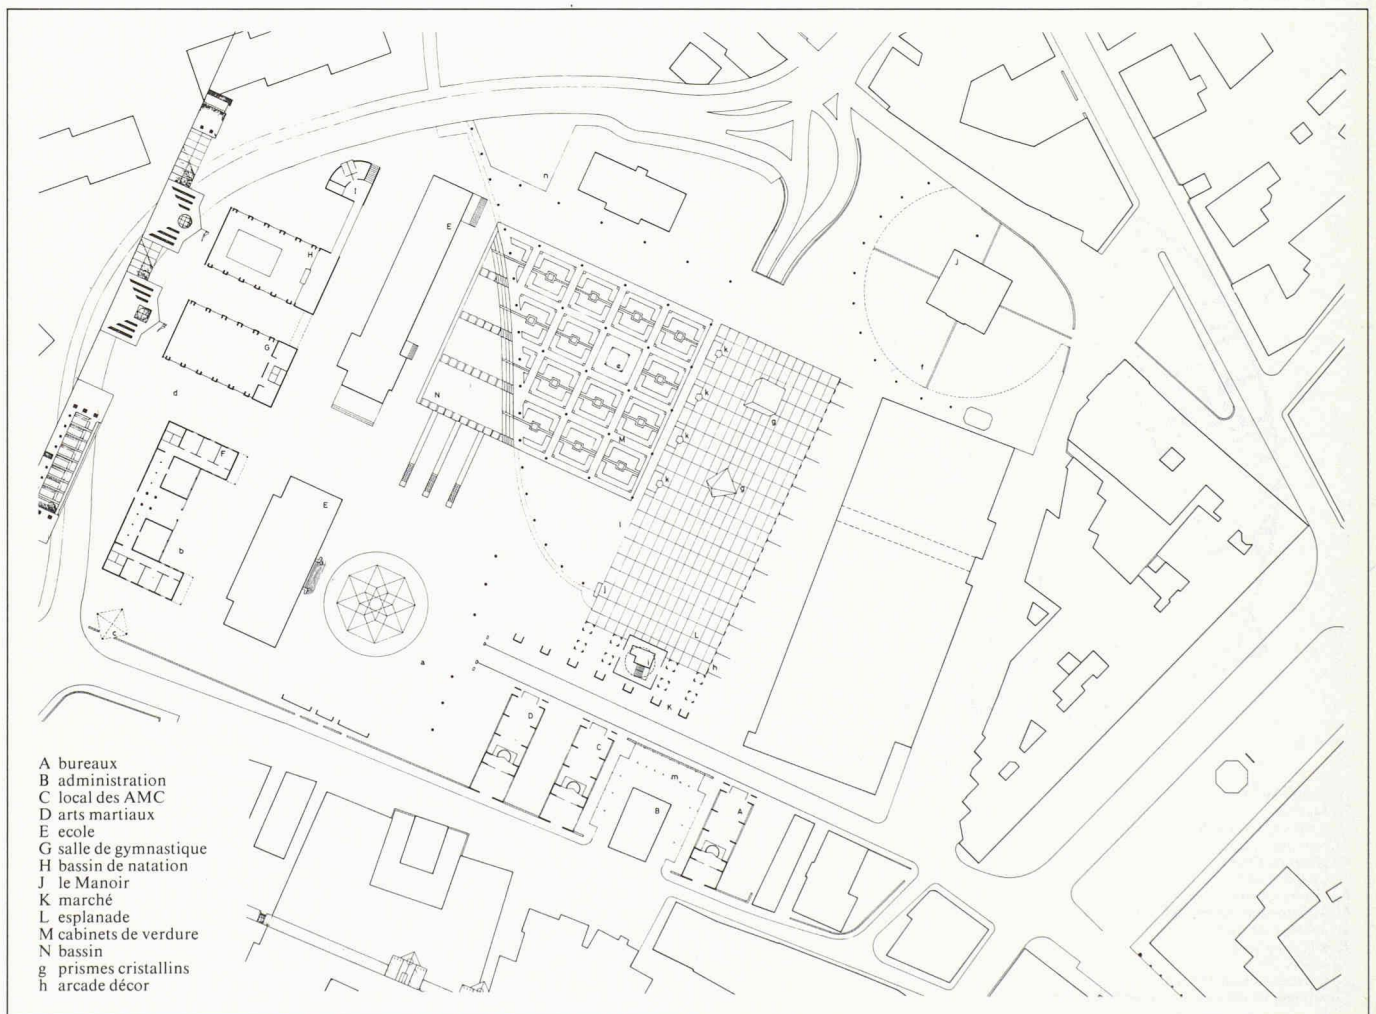 A bureaux
B administration
C local des AMC
D arts martiaux
E ecole
G salle de gymnastique
H bassin de natation
J le Manoir
K marché
L esplanade
M cabinets de verdure
N bassin
g prismes cristallins
h arcade décor
n
E
H
G
d
N
F
E
b
c
a
D
C
m
B
A
K
L
h
l
M
e
k
k
k
k
g
g
j
f